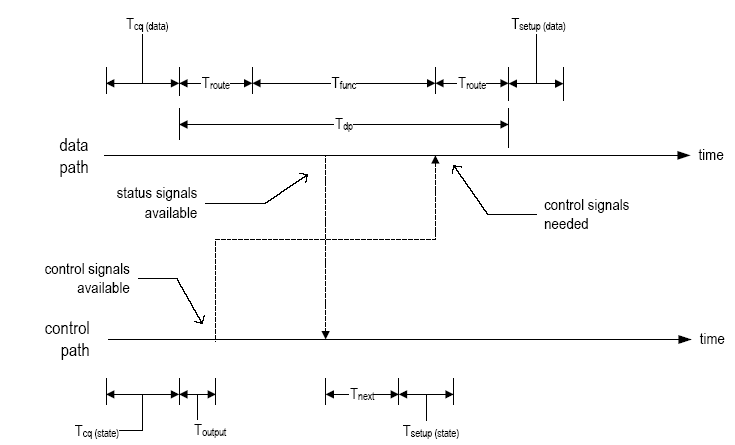 Tcq (data)
Tsetup (data)
Troute
Tfunc
Troute
Tdp
data
path
time
status signals
available
control signals
needed
control signals
available
control
path
time
Tnext
Tcq (state)
Toutput
Tsetup (state)